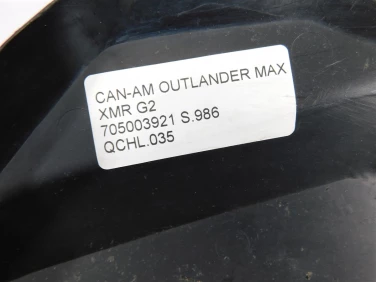 CAN-AM OUTLANDER MAX
XMR G2
705003921 S.986
QCHL.035